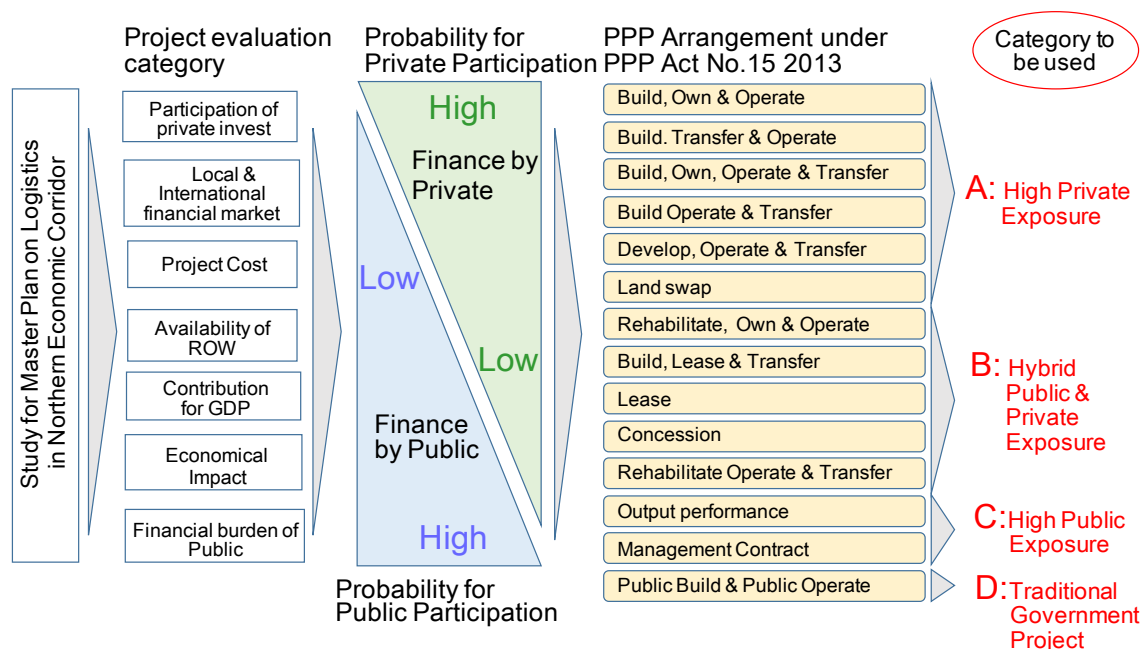 Study for Master Plan on Logistics
in Northern Economic Corridor
Project evaluation
category
Participation of
private invest
Local &
International
financial market
Project Cost
Availability of
ROW
Contribution
for GDP
Economical
Impact
Financial burden of
Public
Probability for
Private Participation
High
Finance by
Private
Low
Low
Finance
by Public
High
Probability for
Public Participation
PPP Arrangement under
PPP Act No.15 2013
Build, Own & Operate
Build. Transfer & Operate
Build, Own, Operate & Transfer
Build Operate & Transfer
Develop, Operate & Transfer
Land swap
Rehabilitate, Own & Operate
Build, Lease & Transfer
Lease
Concession
Rehabilitate Operate & Transfer
Output performance
Management Contract
Public Build & Public Operate
Category to
be used
A: High Private
Exposure
B: Hybrid
Public &
Private
Exposure
C:High Public
Exposure
D:Traditional
Government
Project